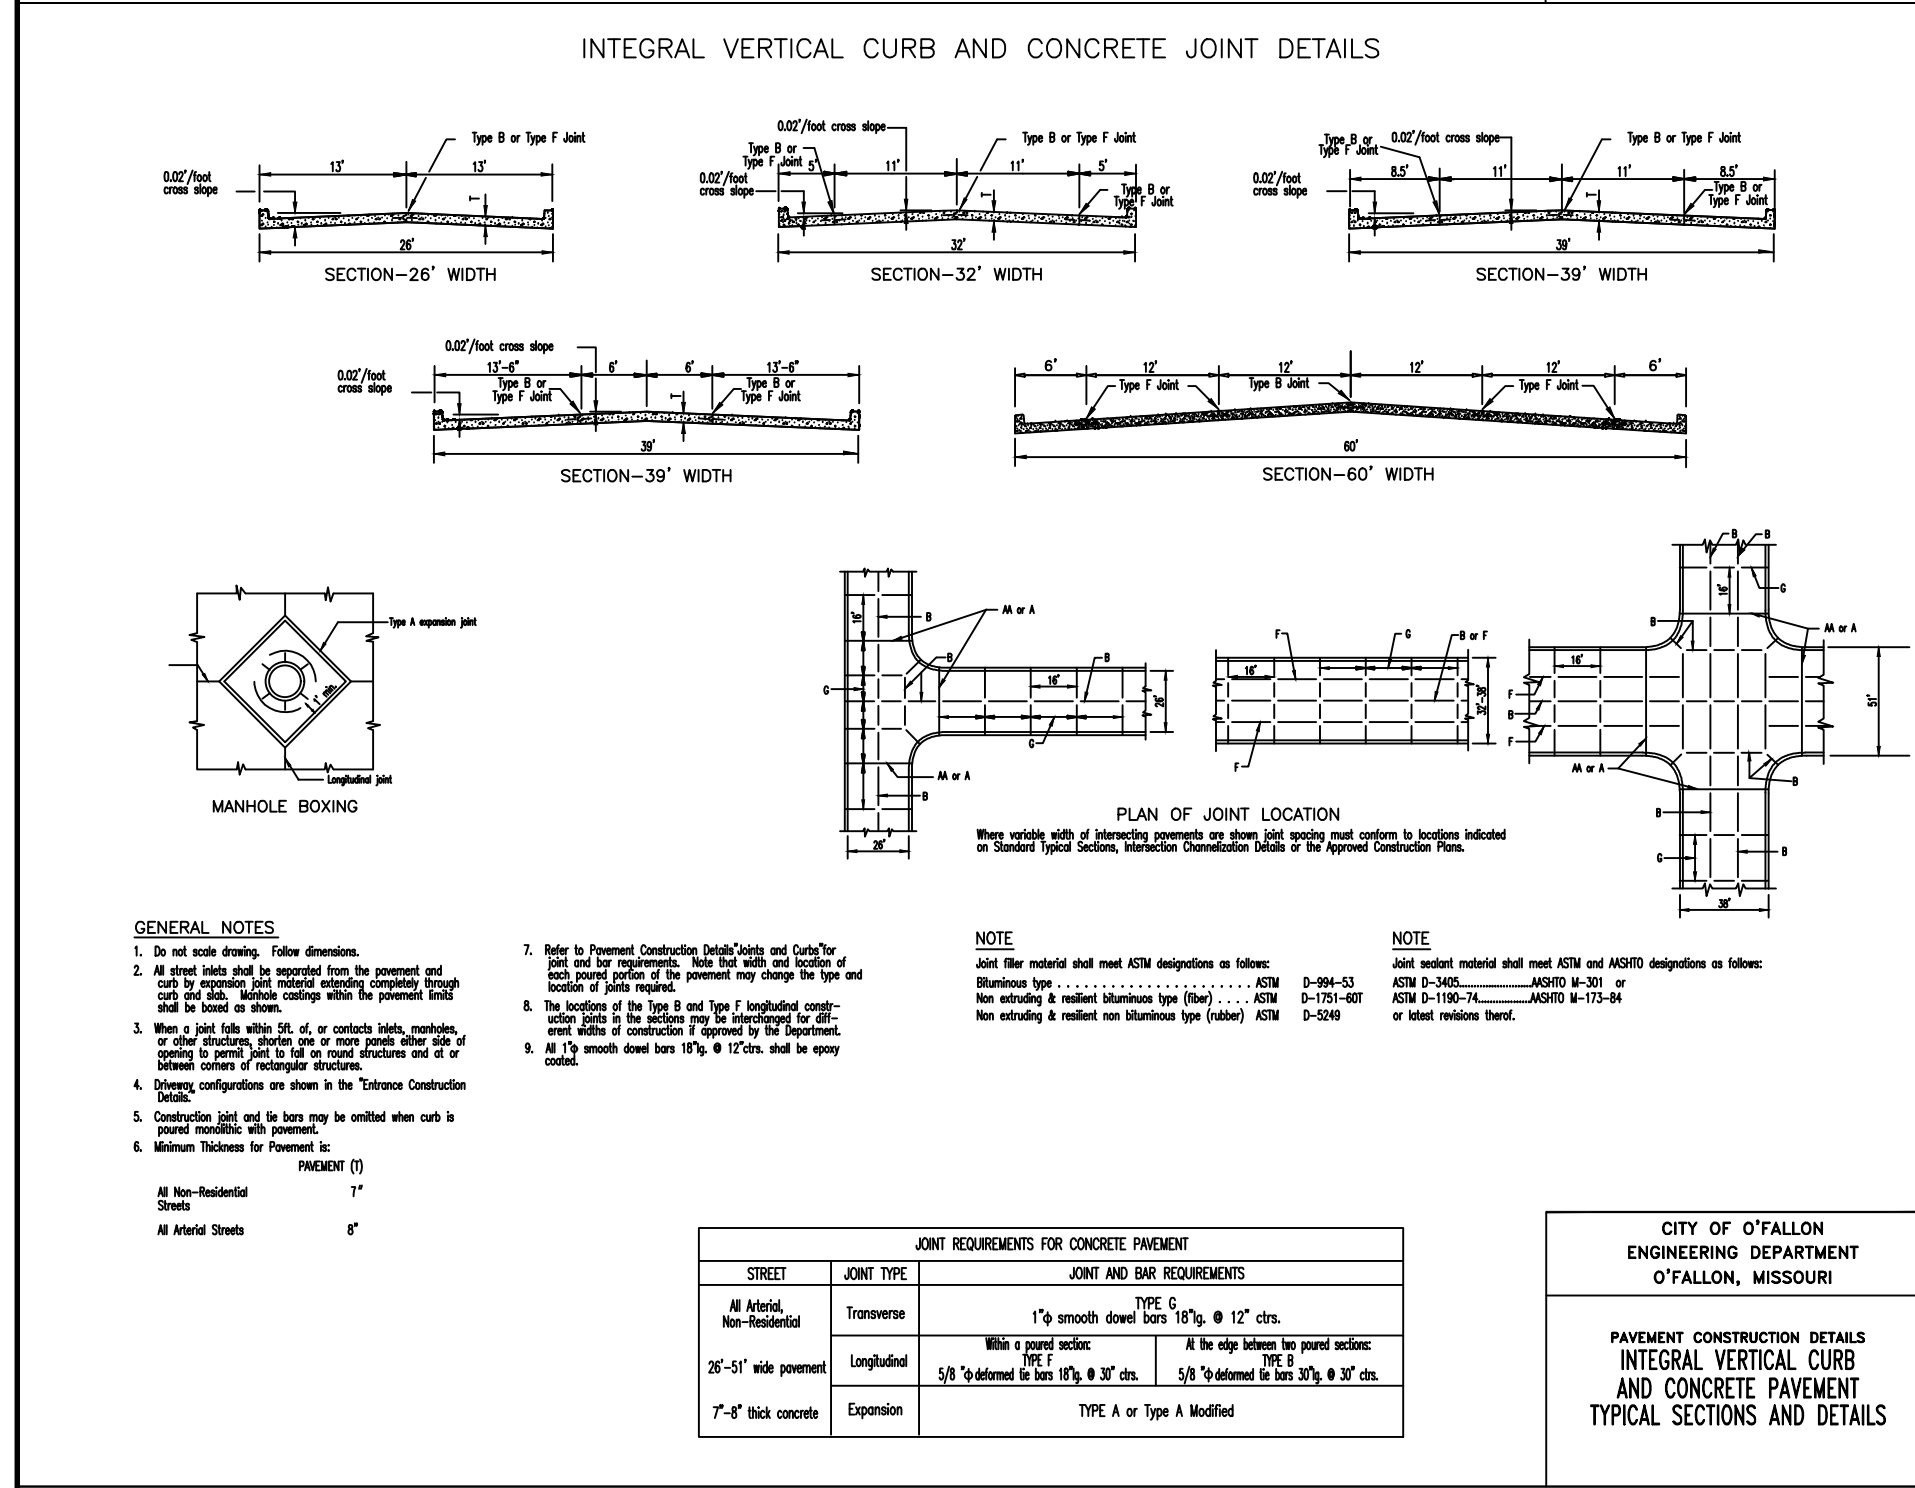 INTEGRAL VERTICAL CURB AND CONCRETE JOINT DETAILS
0.02'/foot
cross slope
13'
13'
Type B or Type F Joint
T
26'
SECTION-26' WIDTH
0.02'/foot cross slope
Type B or
Type F Joint
0.02'/foot
cross slope
5'
11'
11'
5'
Type B or Type F Joint
T
Type B or
Type F Joint
32'
SECTION-32' WIDTH
Type B or
Type F Joint
0.02'/foot cross slope
0.02'/foot
cross slope
8.5'
11'
11'
8.5'
Type B or Type F Joint
T
Type B or
Type F Joint
39'
SECTION-39' WIDTH
0.02'/foot cross slope
0.02'/foot
cross slope
13'-6"
6'
6'
13'-6"
Type B or
Type F Joint
T
Type B or
Type F Joint
39'
SECTION-39' WIDTH
6'
12'
12'
12'
12'
6'
Type F Joint
Type B Joint
Type F Joint
60'
SECTION-60' WIDTH
Type A expansion joint
1' min.
Longitudinal joint
MANHOLE BOXING
16'
B
AA or A
B
B
G
16'
26'
G
AA or A
B
26'
F
G
B or F
16'
32'-38'
F
B
B
16'
G
B
AA or A
16'
F
B
F
51'
AA or A
B
B
G
B
38'
PLAN OF JOINT LOCATION
Where variable width of intersecting pavements are shown joint spacing must conform to locations indicated
on Standard Typical Sections, Intersection Channelization Details or the Approved Construction Plans.
GENERAL NOTES
1. Do not scale drawing. Follow dimensions.
2. All street inlets shall be separated from the pavement and
curb by expansion joint material extending completely through
curb and slab. Manhole castings within the pavement limits
shall be boxed as shown.
3. When a joint falls within 5ft. of, or contacts inlets, manholes,
or other structures, shorten one or more panels either side of
opening to permit joint to fall on round structures and at or
between corners of rectangular structures.
4. Driveway configurations are shown in the "Entrance Construction
Details."
5. Construction joint and tie bars may be omitted when curb is
poured monolithic with pavement.
6. Minimum Thickness for Pavement is:
PAVEMENT (T)
All Non-Residential 7"
Streets
All Arterial Streets 8"
7. Refer to Pavement Construction Details"Joints and Curbs"for
joint and bar requirements. Note that width and location of
each poured portion of the pavement may change the type and
location of joints required.
8. The locations of the Type B and Type F longitudinal constr-
uction joints in the sections may be interchanged for diff-
erent widths of construction if approved by the Department.
9. All 1"ϕ smooth dowel bars 18"lg. @ 12"ctrs. shall be epoxy
coated.
NOTE
Joint filler material shall meet ASTM designations as follows:
Bituminous type . . . . . . . . . . . . . . . . . . . . . . . ASTM D-994-53
Non extruding & resilient bituminuos type (fiber) . . . . ASTM D-1751-60T
Non extruding & resilient non bituminous type (rubber) ASTM D-5249
NOTE
Joint sealant material shall meet ASTM and AASHTO designations as follows:
ASTM D-3405........................AASHTO M-301 or
ASTM D-1190-74.................AASHTO M-173-84
or latest revisions therof.
JOINT REQUIREMENTS FOR CONCRETE PAVEMENT
STREET JOINT TYPE JOINT AND BAR REQUIREMENTS
All Arterial,
Non-Residential
26'-51' wide pavement
7"-8" thick concrete
Transverse
TYPE G
1"ϕ smooth dowel bars 18"lg. @ 12" ctrs.
Longitudinal
Within a poured section:
TYPE F
5/8 "ϕ deformed tie bars 18"lg. @ 30" ctrs.
At the edge between two poured sections:
TYPE B
5/8 "ϕ deformed tie bars 30"lg. @ 30" ctrs.
Expansion
TYPE A or Type A Modified
CITY OF O'FALLON
ENGINEERING DEPARTMENT
O'FALLON, MISSOURI
PAVEMENT CONSTRUCTION DETAILS
INTEGRAL VERTICAL CURB
AND CONCRETE PAVEMENT
TYPICAL SECTIONS AND DETAILS